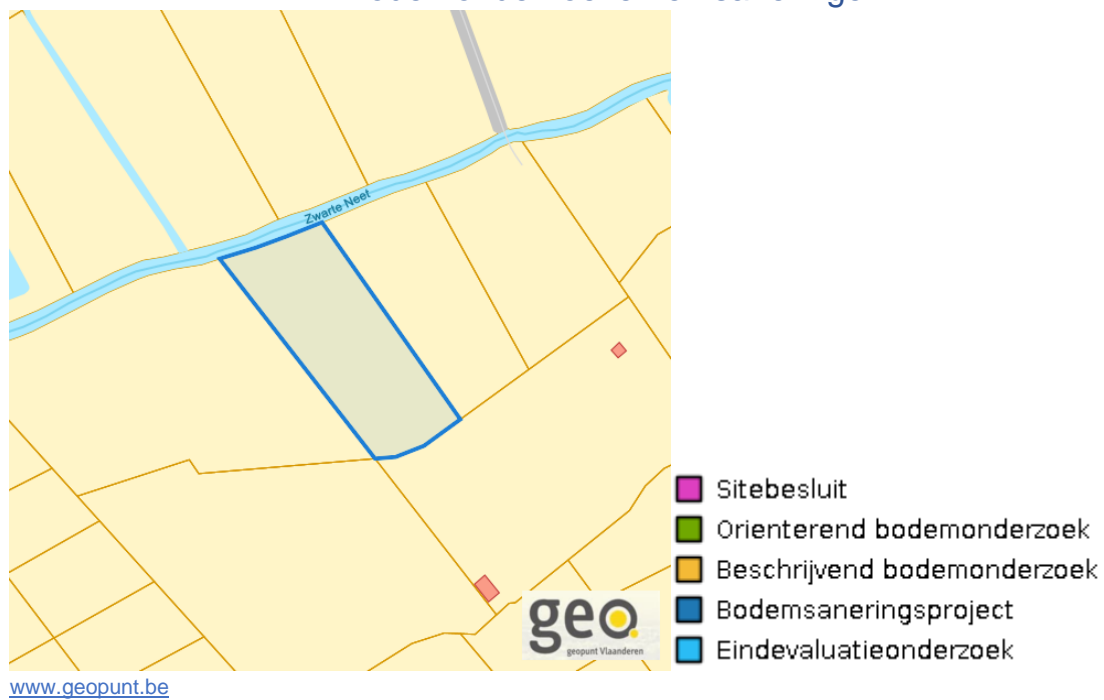 Zwarte Neet
Sitebesluit
Orienterend bodemonderzoek
Beschrijvend bodemonderzoek
Bodemsaneringsproject
Eindevaluatieonderzoek
geo
geopunt Vlaanderen
www.geopunt.be